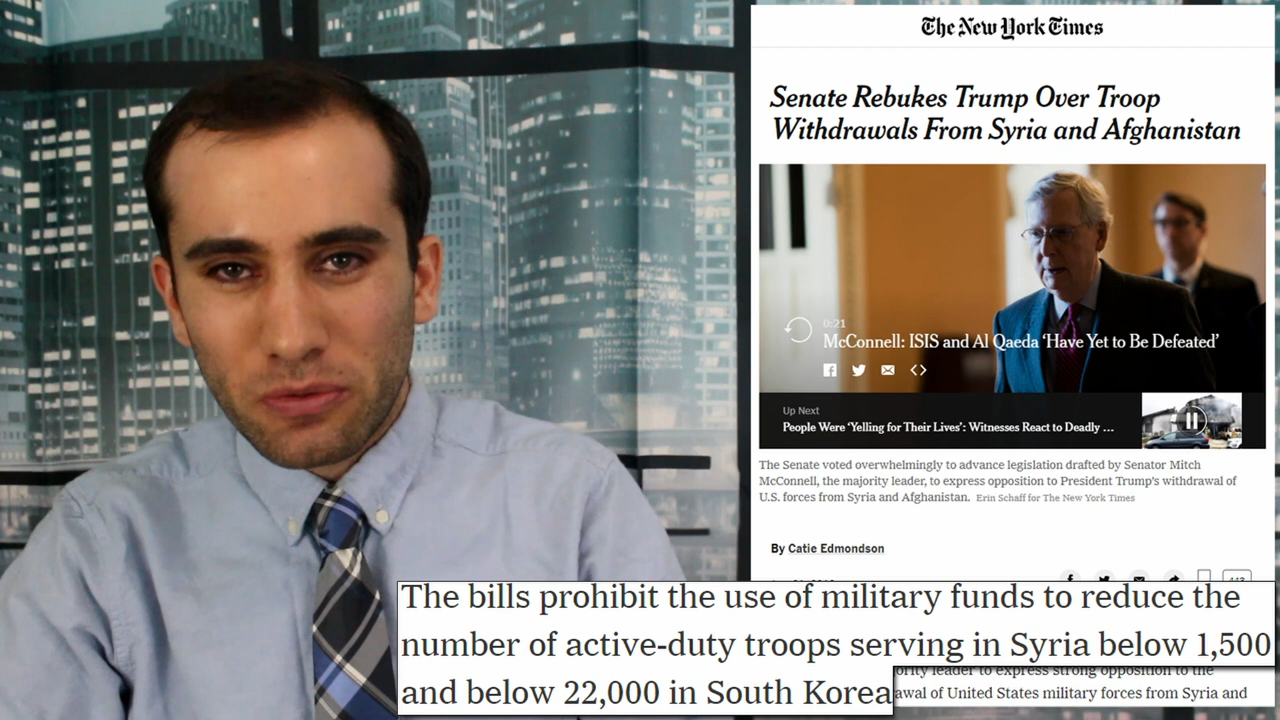 The New York Times
Senate Rebukes Trump Over Troop
Withdrawals From Syria and Afghanistan
0:21
McConnell: ISIS and Al Qaeda ‘Have Yet to Be Defeated’
Up Next
People Were ‘Yelling for Their Lives’: Witnesses React to Deadly ...
The Senate voted overwhelmingly to advance legislation drafted by Senator Mitch
McConnell, the majority leader, to express opposition to President Trump's withdrawal of
U.S. forces from Syria and Afghanistan. Erin Schaff for The New York Times
By Catie Edmondson
The bills prohibit the use of military funds to reduce the
number of active-duty troops serving in Syria below 1,500
and below 22,000 in South Korea
leader to express strong opposition to the
of United States military forces from Syria and